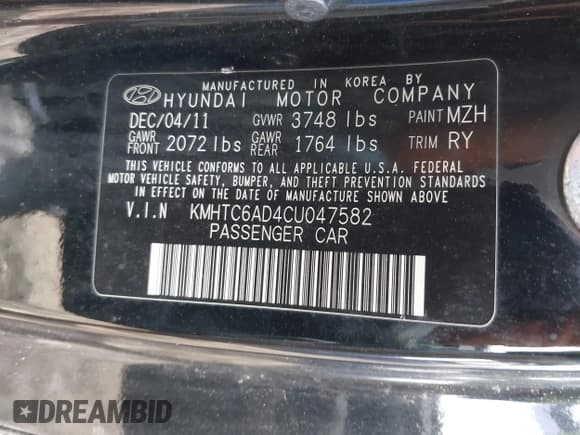 MANUFACTURED IN KOREA BY
HYUNDAI MOTOR COMPANY
DEC/04/11 GVWR 3748 lbs PAINT MZH
GAWR FRONT 2072 lbs GAWR REAR 1764 lbs TRIM RY
THIS VEHICLE CONFORMS TO ALL APPLICABLE U.S.A. FEDERAL
MOTOR VEHICLE SAFETY, BUMPER, AND THEFT PREVENTION STANDARDS
IN EFFECT ON THE DATE OF MANUFACTURE SHOWN ABOVE
V.I.N KMHTC6AD4CU047582
PASSENGER CAR
DREAMBID